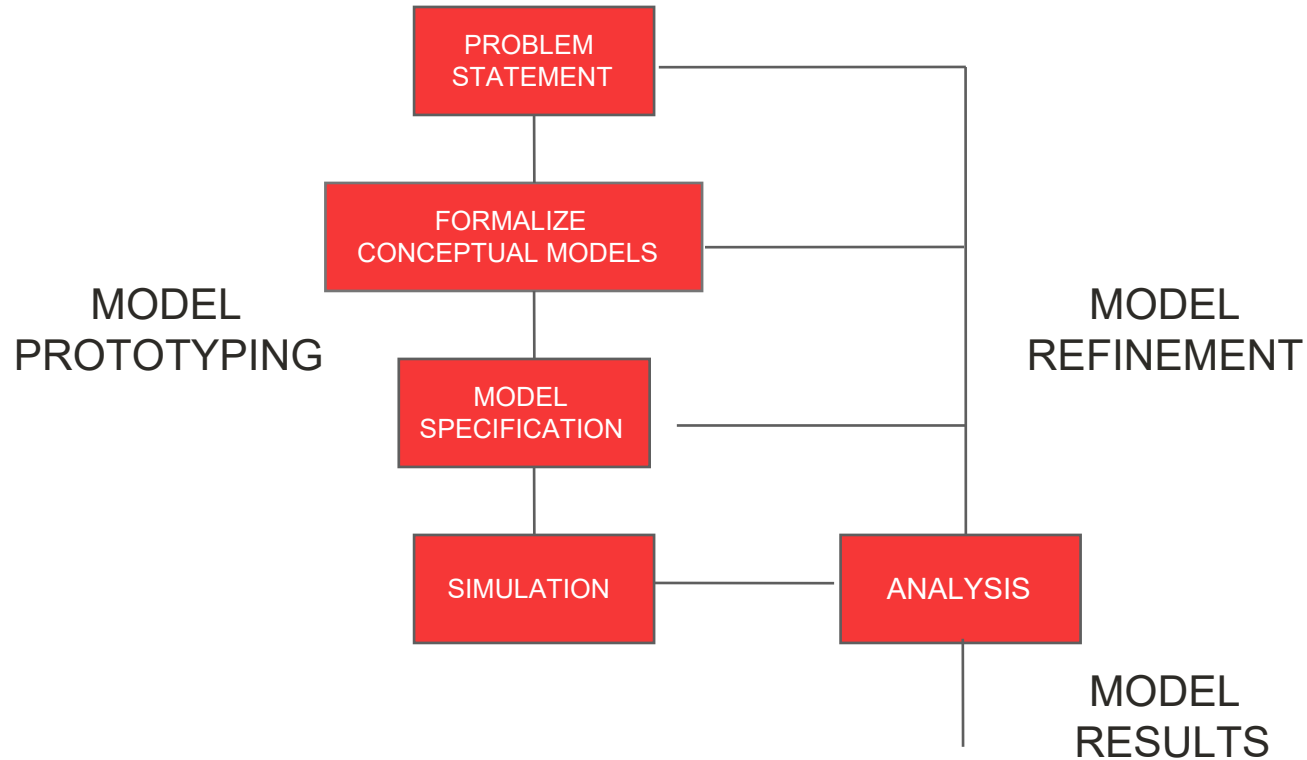 PROBLEM
STATEMENT
FORMALIZE
CONCEPTUAL MODELS
MODEL
PROTOTYPING
MODEL
REFINEMENT
MODEL
SPECIFICATION
SIMULATION
ANALYSIS
MODEL
RESULTS